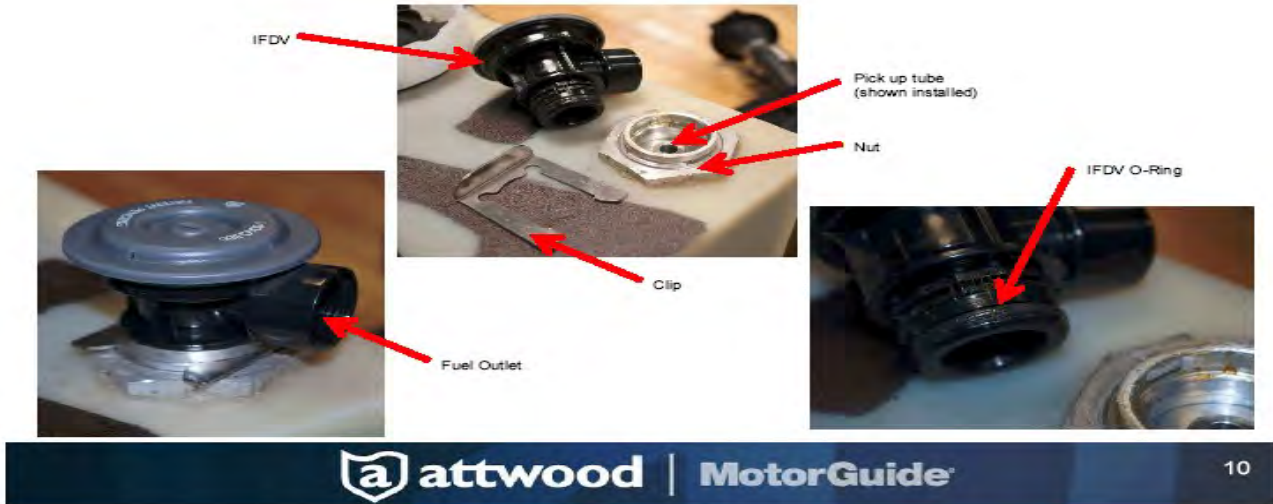 IFDV
Pick up tube
(shown installed)
Nut
IFDV O-Ring
Clip
Fuel Outlet
a attwood | MotorGuide
10